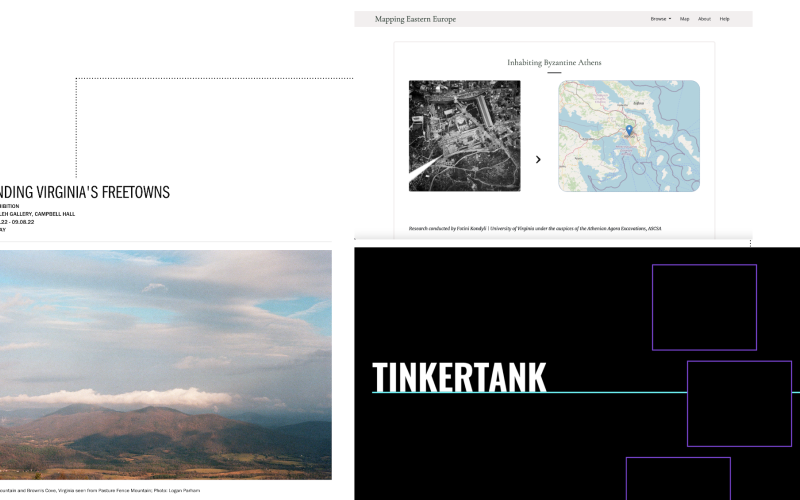 Mapping Eastern Europe
Browse Map About Help
Inhabiting Byzantine Athens
Research conducted by Fotini Kondyli | University of Virginia under the auspices of the Athenian Agora Excavations, ASCSA
NDING VIRGINIA'S FREETOWNS
HIBITION
LEH GALLERY, CAMPBELL HALL
.22 - 09.08.22
AY
ountain and Browns Cove, Virginia seen from Pasture Fence Mountain; Photo: Logan Parham
TINKERTANK